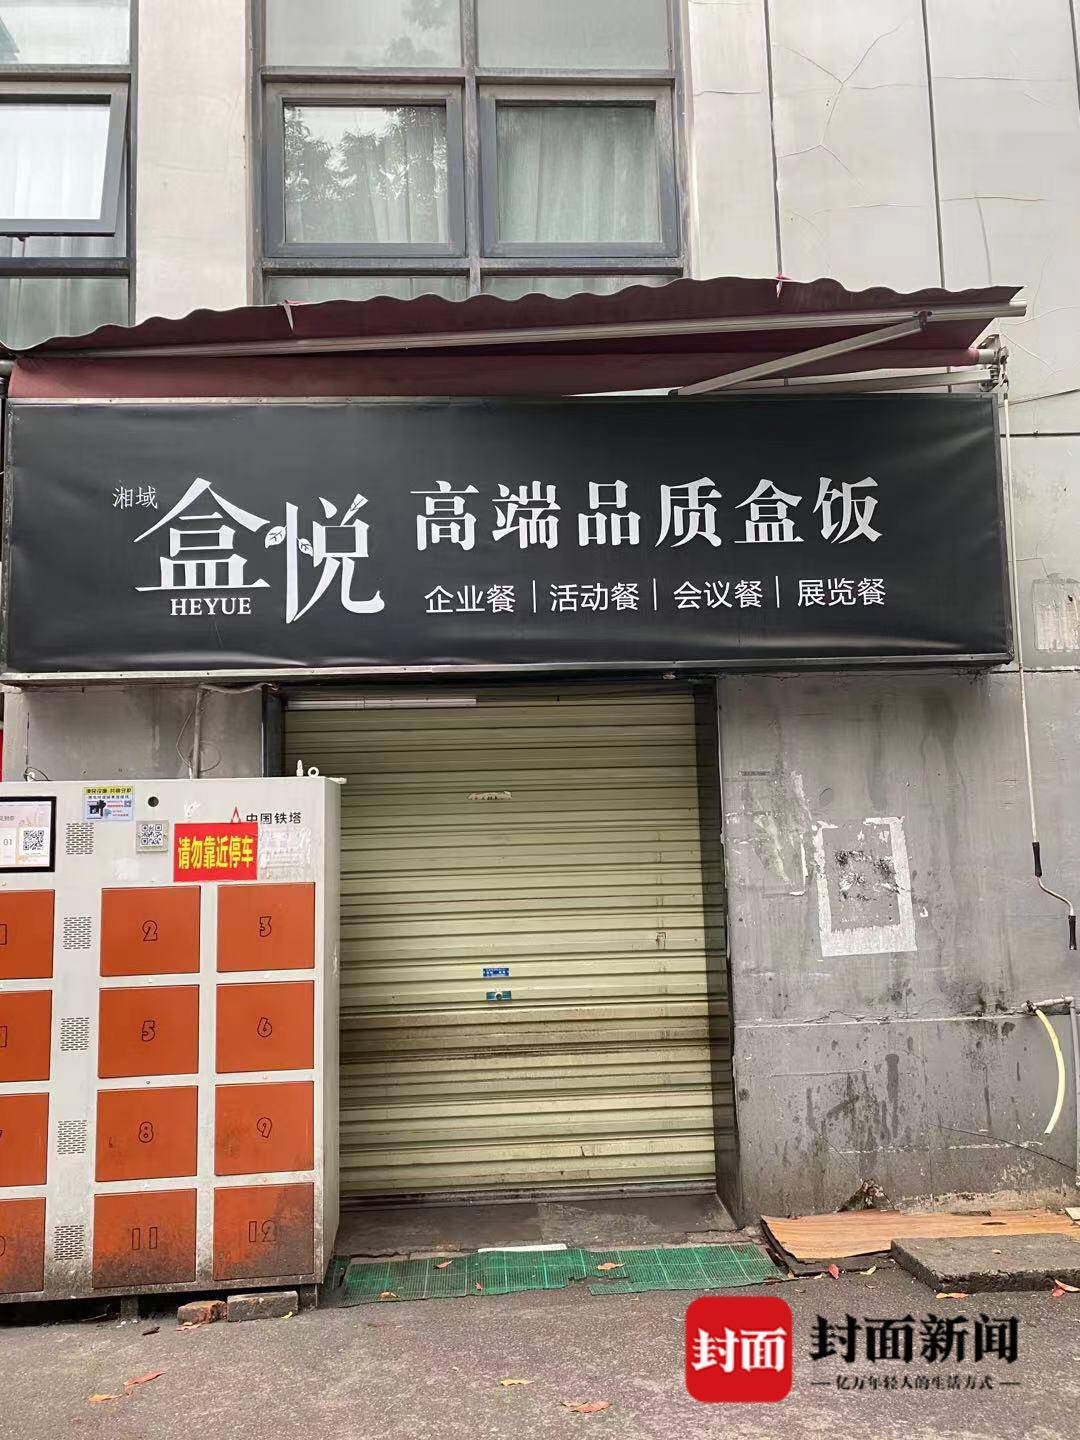 湘域
盒悦
HEYUE
高端品质盒饭
企业餐|活动餐|会议餐|展览餐
中国铁塔
请勿靠近停车
01
2
3
5
6
8
9
11
12
封面
封面新闻
亿万年轻人的生活方式